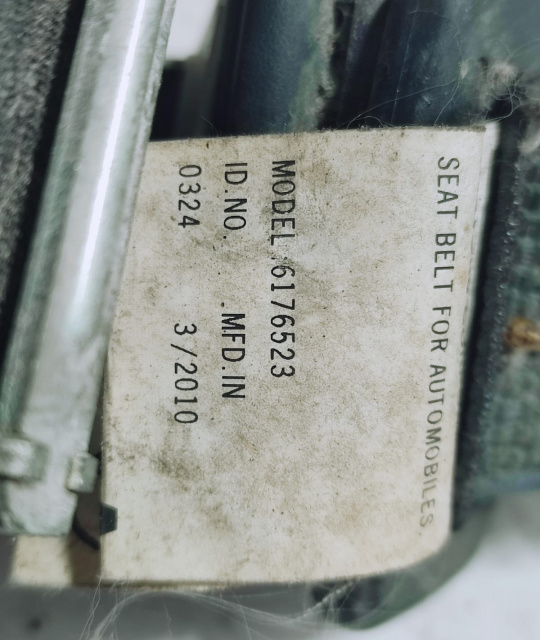 SEAT BELT FOR AUTOMOBILES
MODEL 6176523
ID.NO. MFD.IN
0324 3/2010